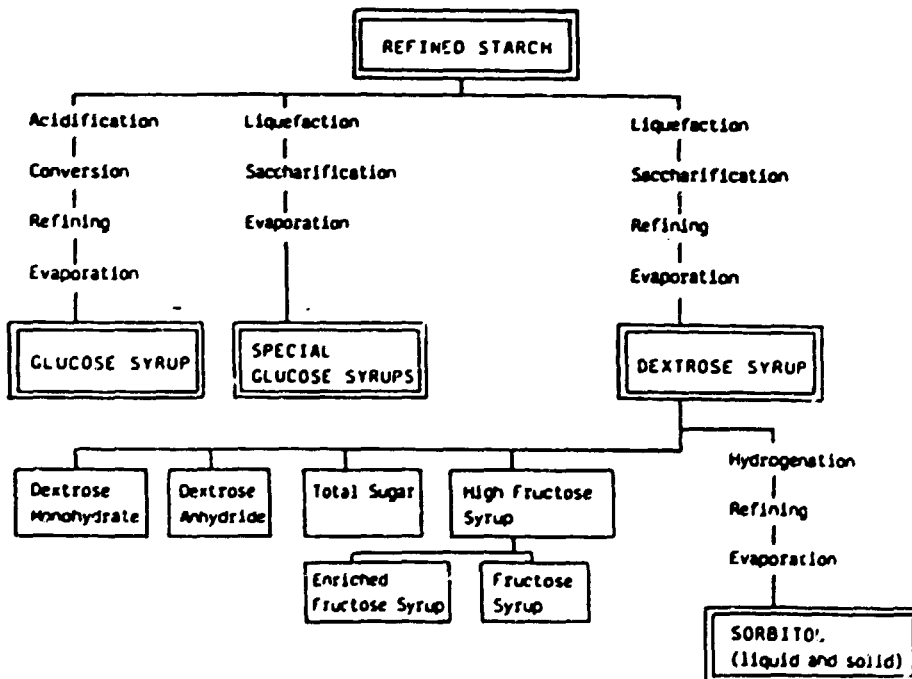 REFINED STARCH
Acidification
Conversion
Refining
Evaporation
GLUCOSE SYRUP
Liquefaction
Saccharification
Evaporation
SPECIAL
GLUCOSE SYRUPS
Liquefaction
Saccharification
Refining
Evaporation
DEXTROSE SYRUP
Dextrose
Monohydrate
Dextrose
Anhydride
Total Sugar
High Fructose
Syrup
Enriched
Fructose Syrup
Fructose
Syrup
Hydrogenation
Refining
Evaporation
SORBITO%
(liquid and solid)